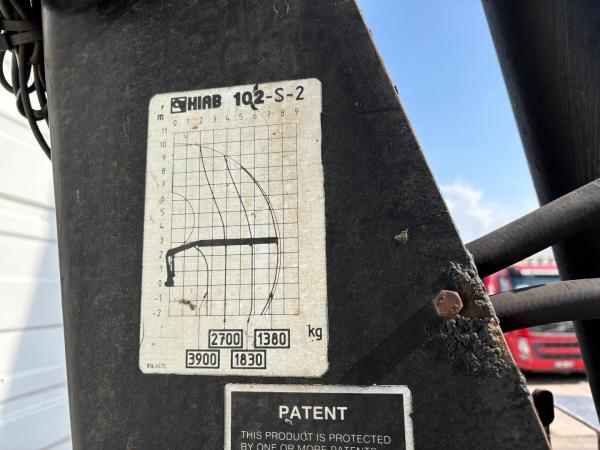 HIAB 102-S-2
+ m 0 1 2 3 4 5 6 7 8 9
11
10
9
8
7
6
5
4
3
2
1
0
-1
-2
2700 1380 kg
3900 1830
816.4575
PATENT
THIS PRODUCT IS PROTECTED
BY ONE OR MORE PATENTS